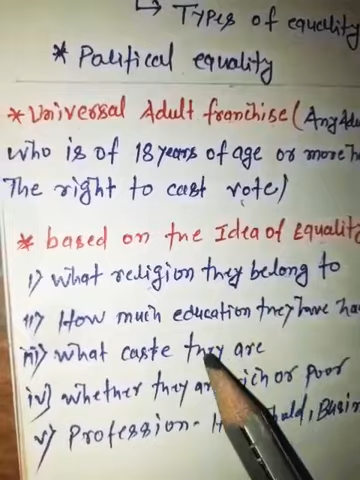 ↳ Types of equality
* Political equality
* Universal Adult franchise (Any
who is of 18 years of age or more
The right to cast vote)
* based on the Idea of Equality
i) what religion they belong to
ii) How much education they have
iii) what caste they are
iv) whether they or poor
v) Profession-